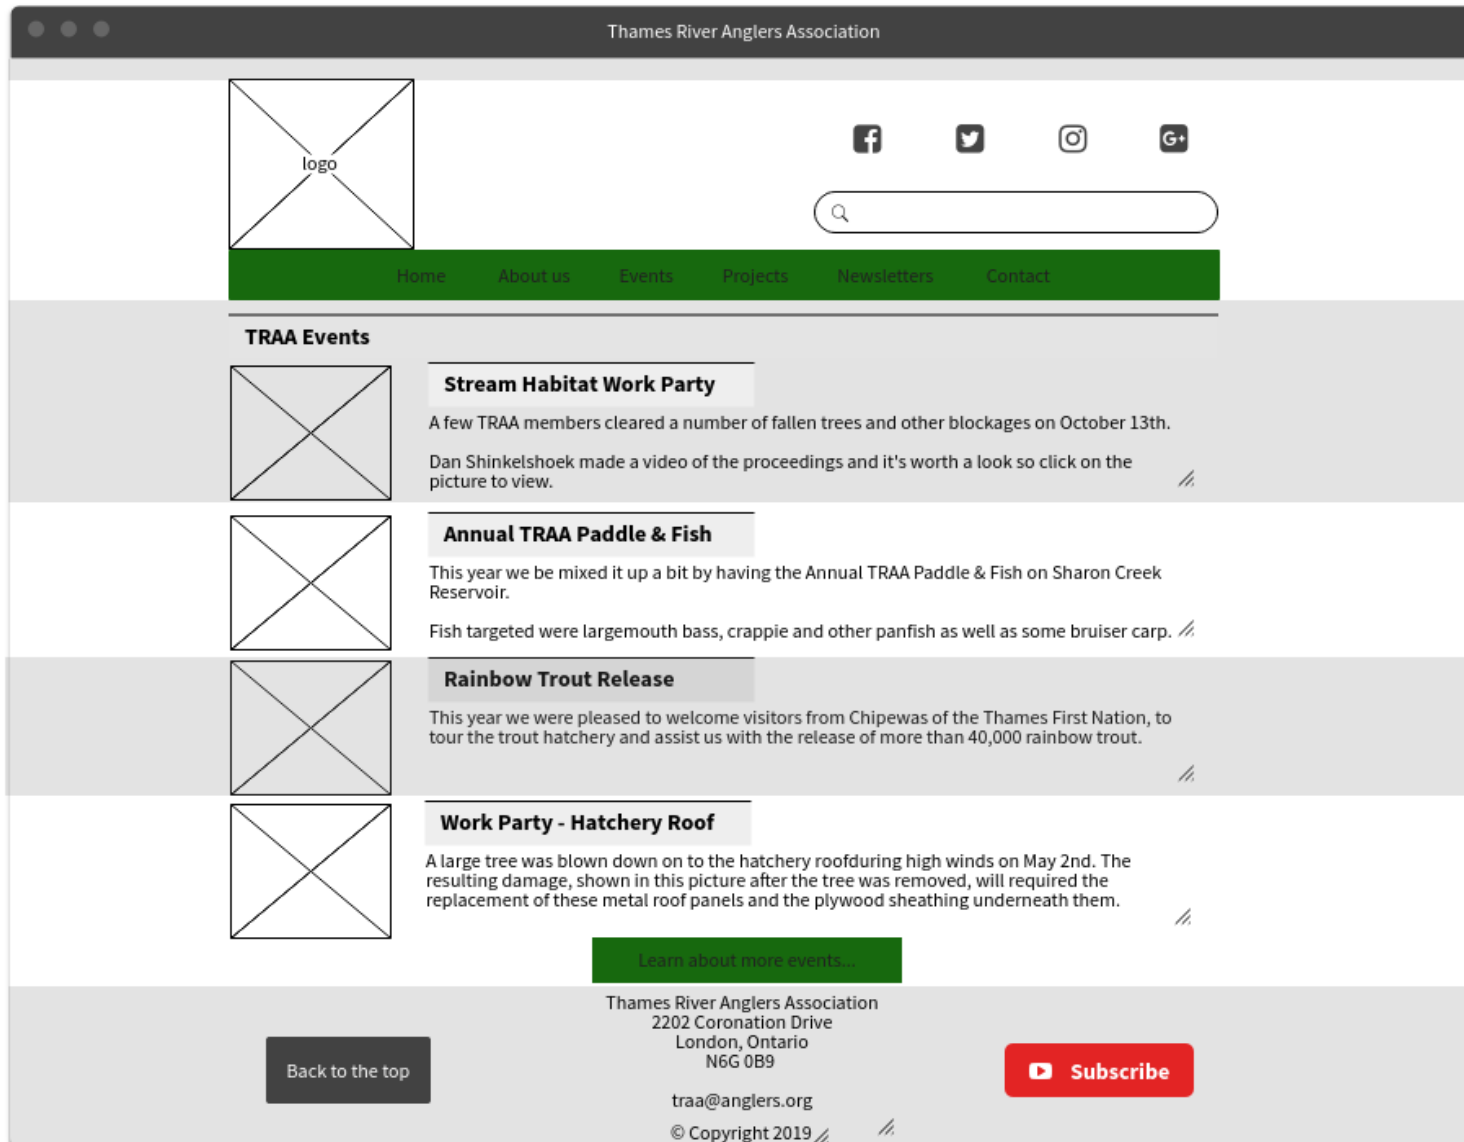 Thames River Anglers Association
logo
Home About us Events Projects Newsletters Contact
TRAA Events
Stream Habitat Work Party
A few TRAA members cleared a number of fallen trees and other blockages on October 13th.
Dan Shinkelshoek made a video of the proceedings and it's worth a look so click on the
picture to view.
Annual TRAA Paddle & Fish
This year we be mixed it up a bit by having the Annual TRAA Paddle & Fish on Sharon Creek
Reservoir.
Fish targeted were largemouth bass, crappie and other panfish as well as some bruiser carp.
Rainbow Trout Release
This year we were pleased to welcome visitors from Chipewas of the Thames First Nation, to
tour the trout hatchery and assist us with the release of more than 40,000 rainbow trout.
Work Party - Hatchery Roof
A large tree was blown down on to the hatchery roofduring high winds on May 2nd. The
resulting damage, shown in this picture after the tree was removed, will required the
replacement of these metal roof panels and the plywood sheathing underneath them.
Learn about more events...
Thames River Anglers Association
2202 Coronation Drive
London, Ontario
N6G 0B9
Back to the top
Subscribe
traa@anglers.org
© Copyright 2019